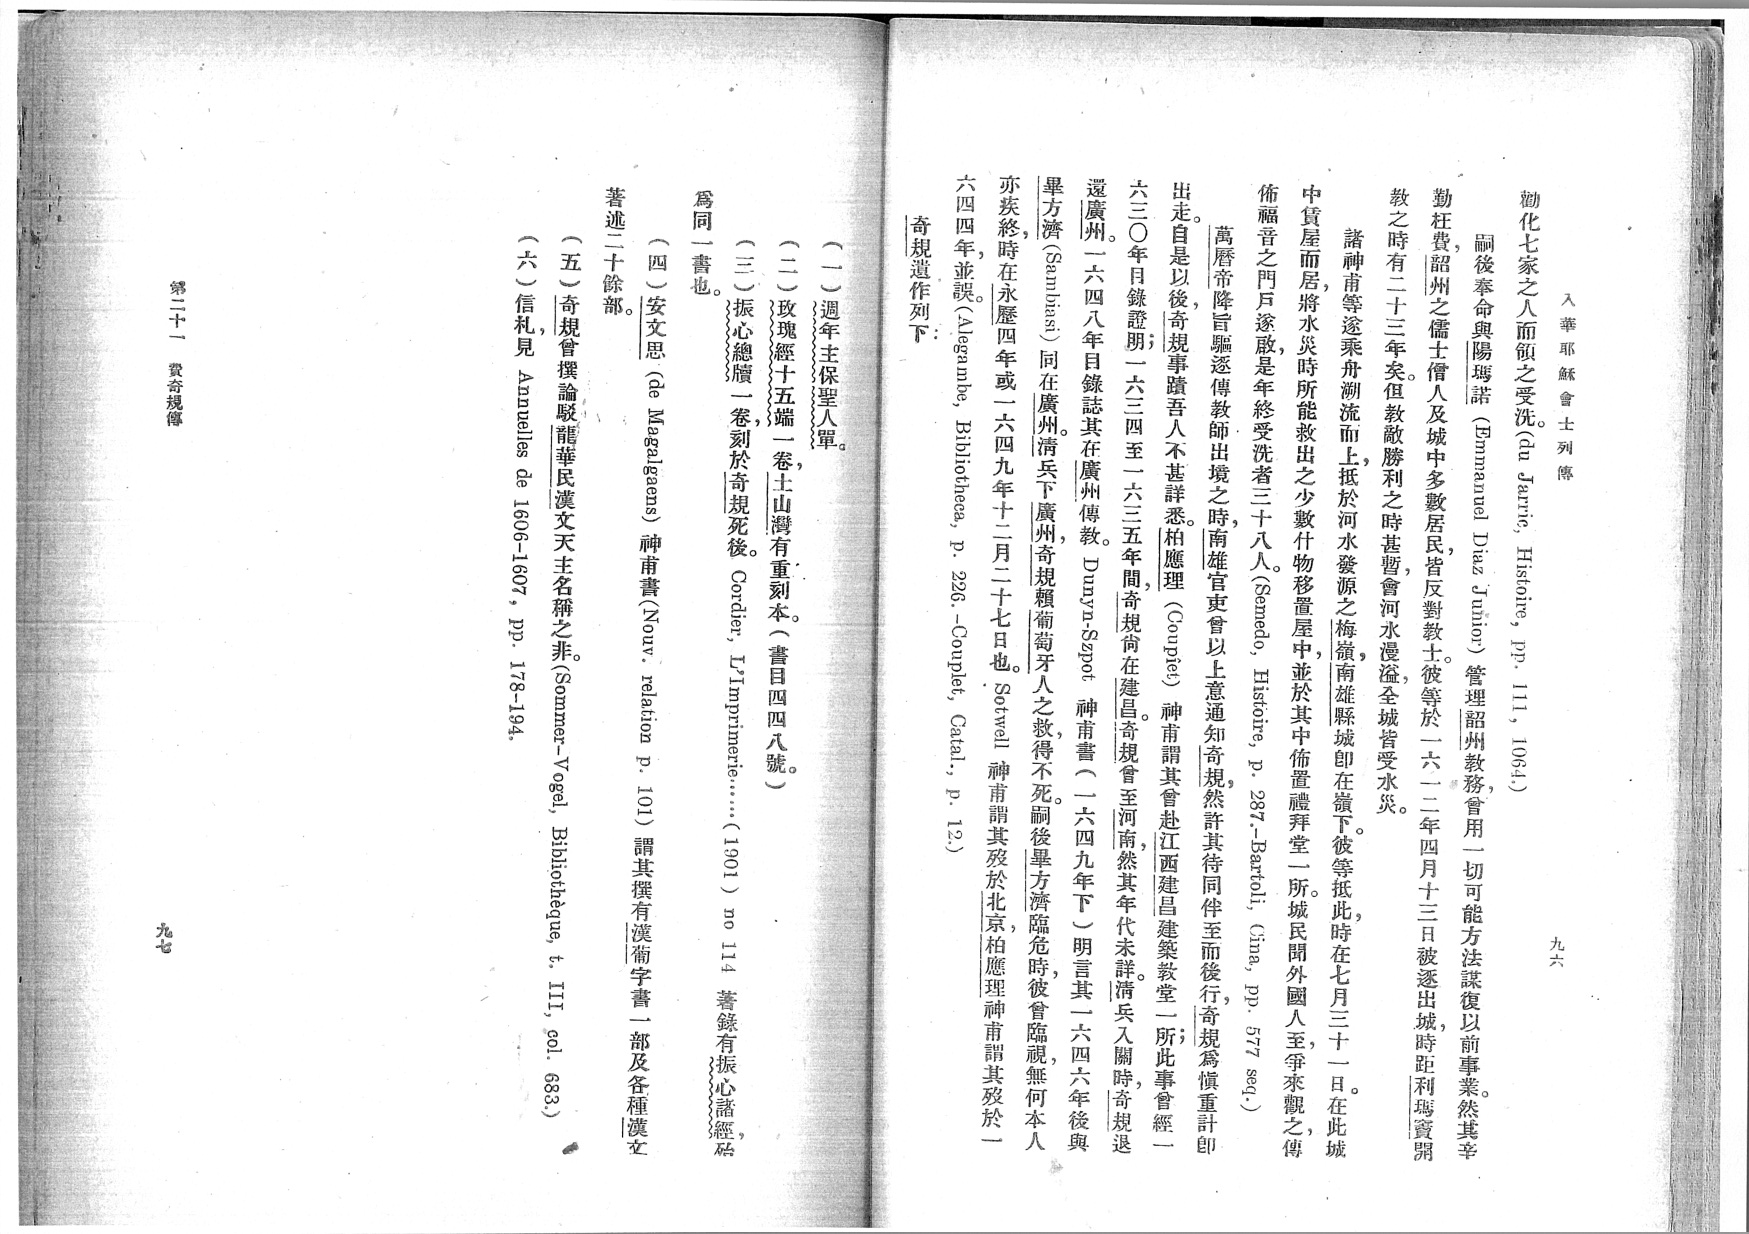 入華耶穌會士列傳
九六
勸化七家之人而領之受洗。(du Jarric, Histoire, pp. 111, 1064.)
嗣後奉命與陽瑪諾(Emmanuel Diaz Junior)管理韶州教務，曾用一切可能方法謀復以前事業。然其辛
勤枉費，韶州之儒士僧人及城中多數居民，皆反對教士。彼等於一六一二年四月十三日被逐出城，時距利瑪竇開
教之時有二十三年矣。但教敵勝利之時甚暫，會河水漫溢，全城皆受水災。
諸神甫等遂乘舟溯流而上，抵於河水發源之梅嶺，南雄縣城卽在嶺下。彼等抵此，時在七月三十一日。在此城
中賃屋而居，將水災時所能救出之少數什物移置屋中，並於其中佈置禮拜堂一所。城民聞外國人至，爭來觀之，傳
佈福音之門戶遂啟，是年終受洗者三十八人。(Semedo, Histoire, p. 287.-Bartoli, Cina, pp. 577 seq.)
萬曆帝降旨驅逐傳教師出境之時，南雄官吏曾以上意通知奇規，然許其待同伴至而後行，奇規爲愼重計卽
出走。自是以後，奇規事蹟吾人不甚詳悉。柏應理(Couplet)神甫謂其曾赴江西建昌建築教堂一所；此事曾經一
六三〇年目錄證明；一六三四至一六三五年間，奇規尙在建昌。奇規曾至河南，然其年代未詳。淸兵入關時，奇規退
還廣州。一六四八年目錄誌其在廣州傳教。Dunyn-Szpot 神甫書(一六四九年下)明言其一六四六年後與
畢方濟(Sambiasi)同在廣州。淸兵下廣州，奇規賴葡萄牙人之救，得不死。嗣後畢方濟臨危時，彼曾臨視，無何本人
亦疾終，時在永歷四年或一六四九年十二月二十七日也。Sotwell 神甫謂其歿於北京，柏應理神甫謂其歿於一
六四四年，並誤。(Alegambe, Bibliotheca, p. 226.-Couplet, Catal., p. 12.)
奇規遺作列下：
(一)週年主保聖人單。
(二)玫瑰經十五端一卷，土山灣有重刻本。(書目四四八號。)
(三)振心總牘一卷，刻於奇規死後。Cordier, L'Imprimerie……(1901) no 114 著錄有振心諸經，殆
爲同一書也。
(四)安文思(de Magalgaens)神甫書(Nouv. relation p. 101)謂其撰有漢葡字書一部及各種漢文
著述二十餘部。
(五)奇規曾撰論駁龍華民漢文天主名稱之非。(Sommer-Vogel, Bibliothèque, t. III, col. 683.)
(六)信札，見 Annuelles de 1606-1607, pp. 178-194.
第二十一 費奇規傳
九七